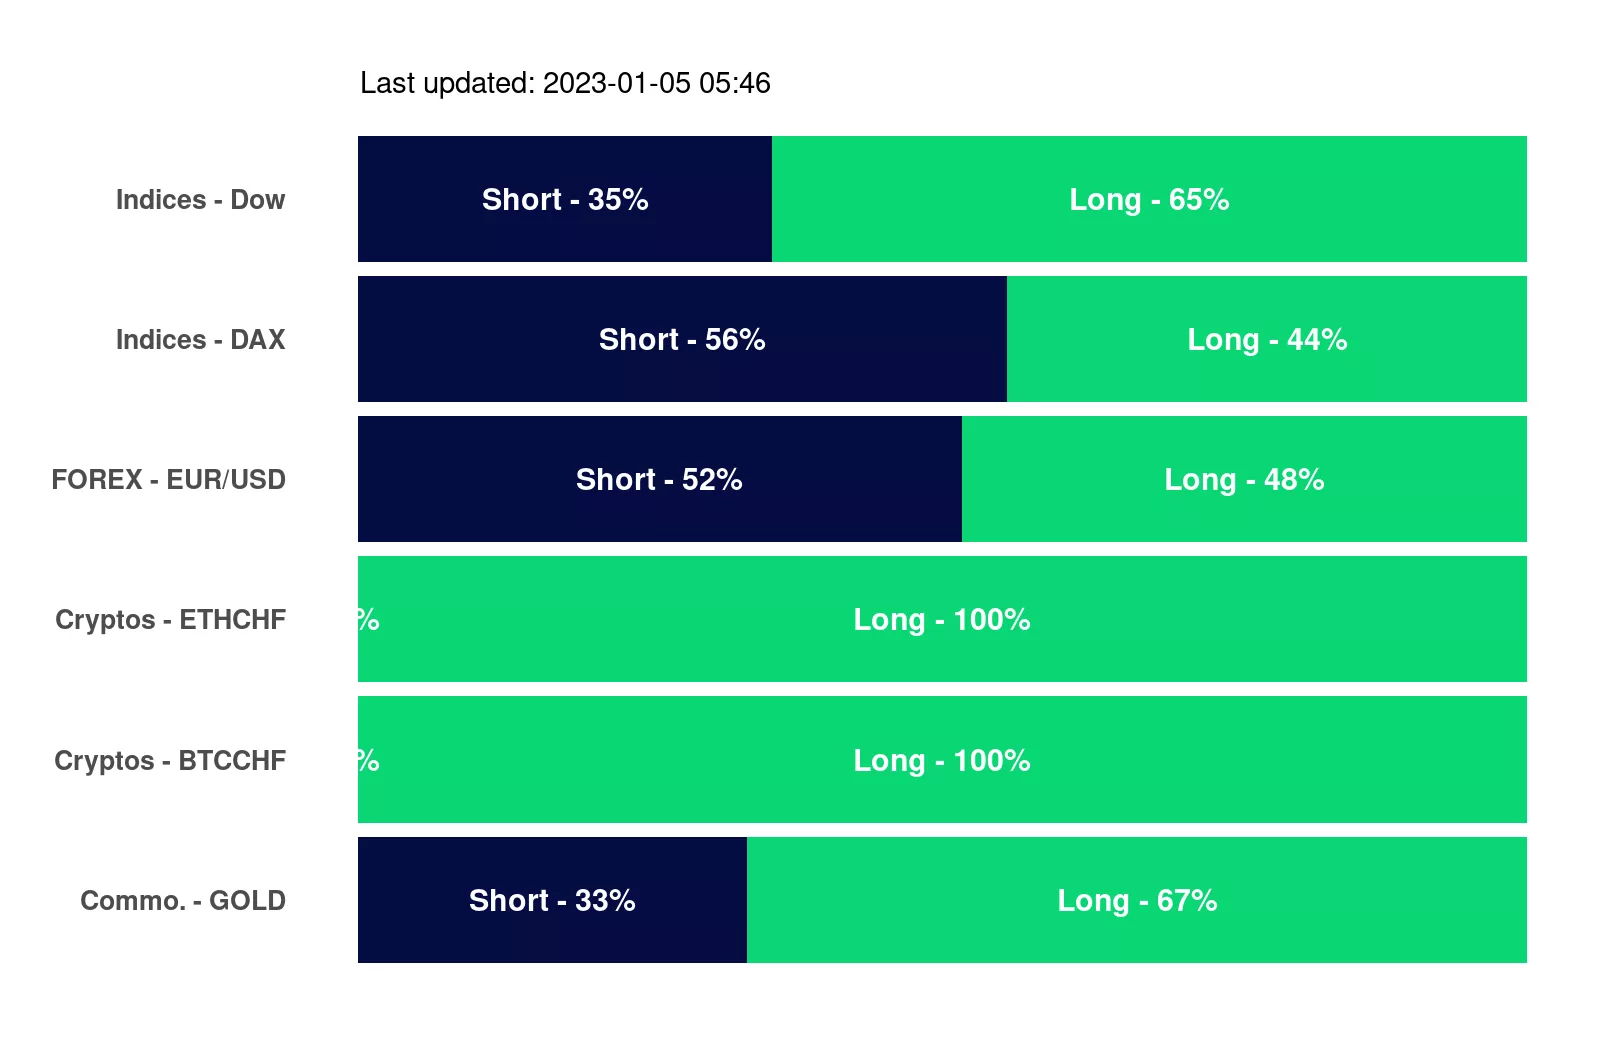 Last updated: 2023-01-05 05:46
Indices - Dow Short - 35% Long - 65%
Indices - DAX Short - 56% Long - 44%
FOREX - EUR/USD Short - 52% Long - 48%
Cryptos - ETHCHF % Long - 100%
Cryptos - BTCCHF % Long - 100%
Commo. - GOLD Short - 33% Long - 67%